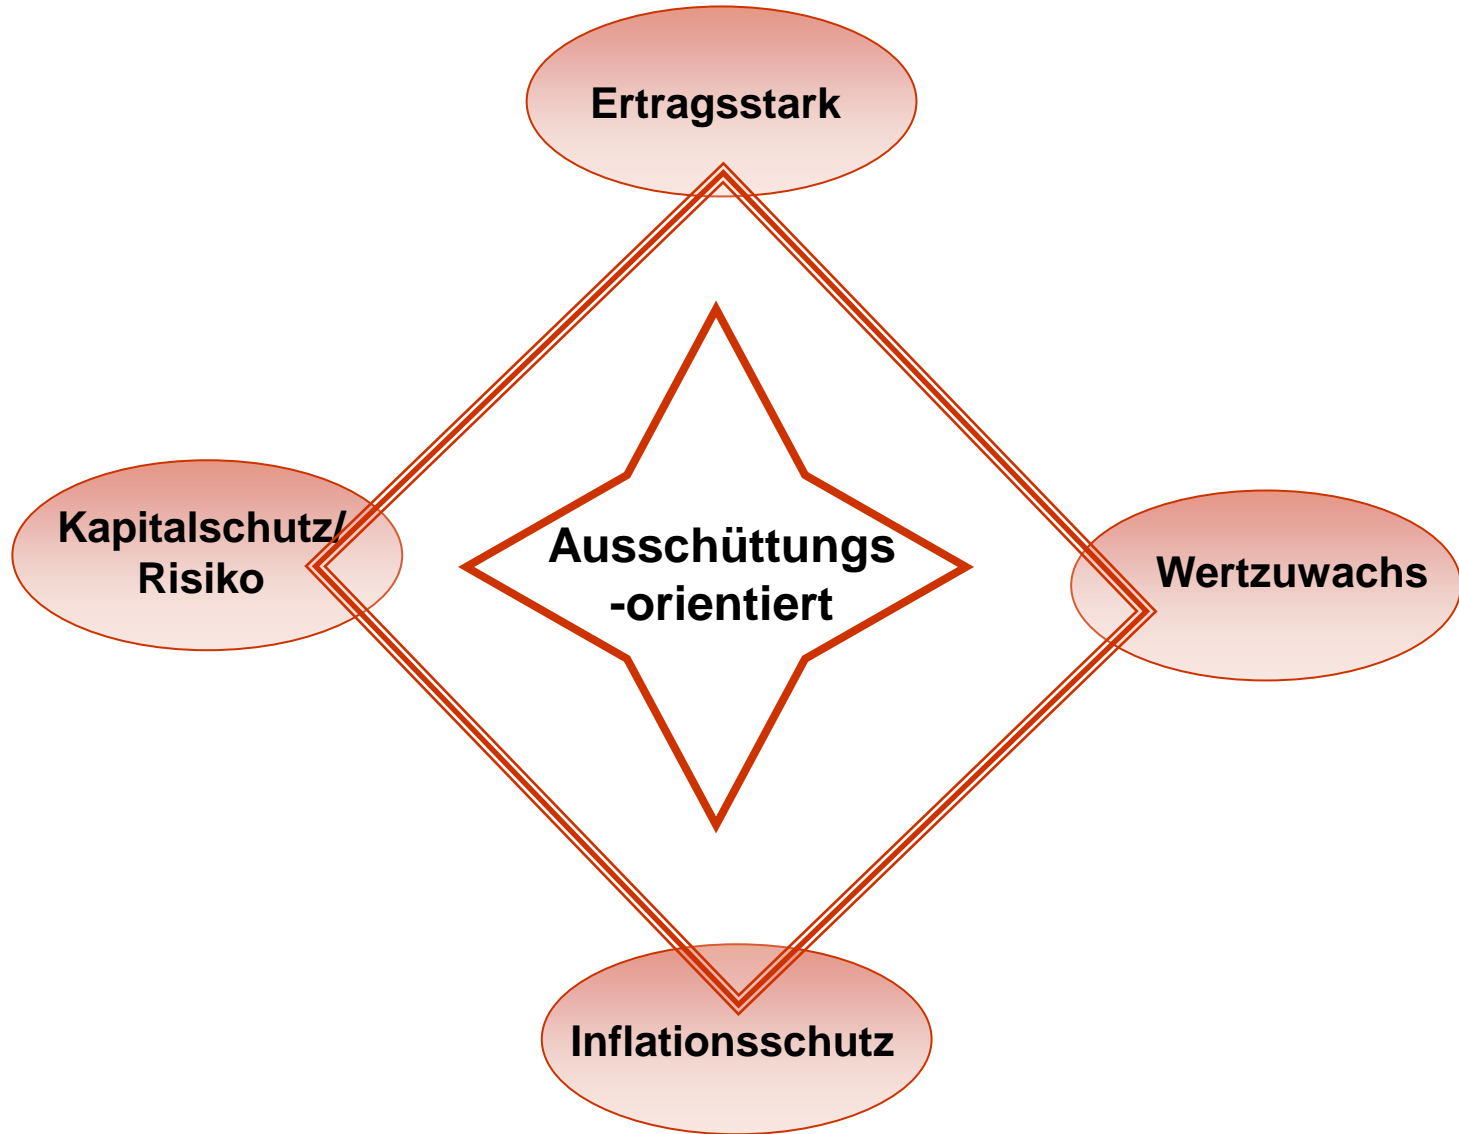 Ertragsstark
Kapitalschutz/
Risiko
Ausschüttungs
-orientiert
Wertzuwachs
Inflationsschutz